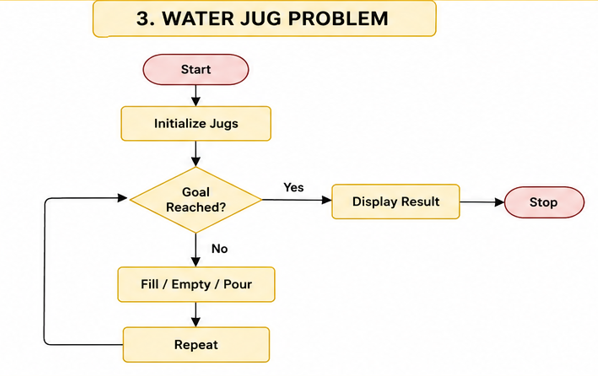 3. WATER JUG PROBLEM
Start
Initialize Jugs
Goal
Reached?
Yes
Display Result
Stop
No
Fill / Empty / Pour
Repeat